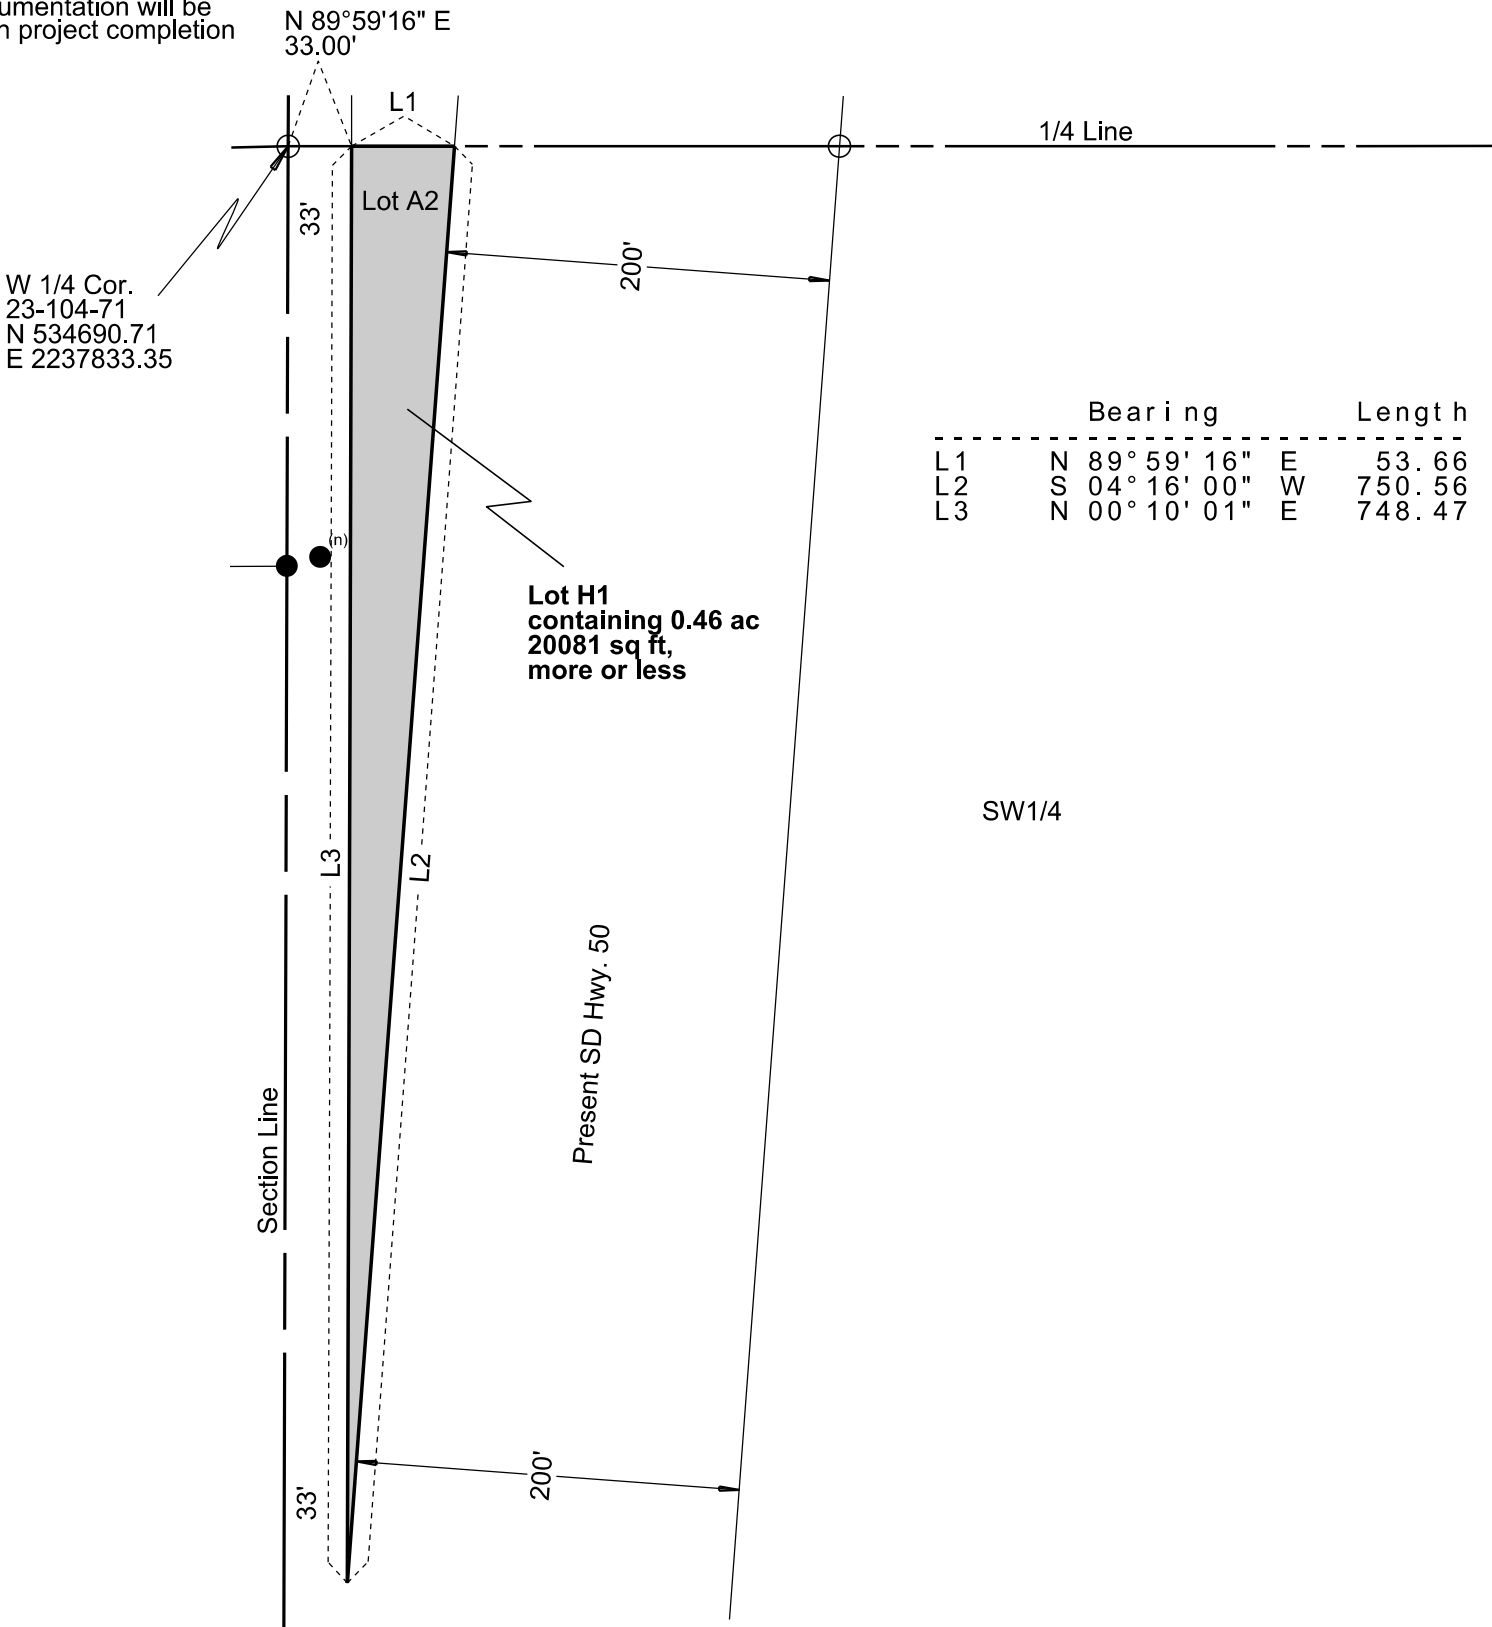 will be
project completion
N 89°59'16" E
33.00'
L1
1/4 Line
Lot A2
33'
200'
W 1/4 Cor.
23-104-71
N 534690.71
E 2237833.35
Bearing Length
L1 N 89°59'16" E 53.66
L2 S 04°16'00" W 750.56
L3 N 00°10'01" E 748.47
(n)
Lot H1
containing 0.46 ac
20081 sq ft,
more or less
SW1/4
L3
L2
Present SD Hwy. 50
Section Line
200'
33'